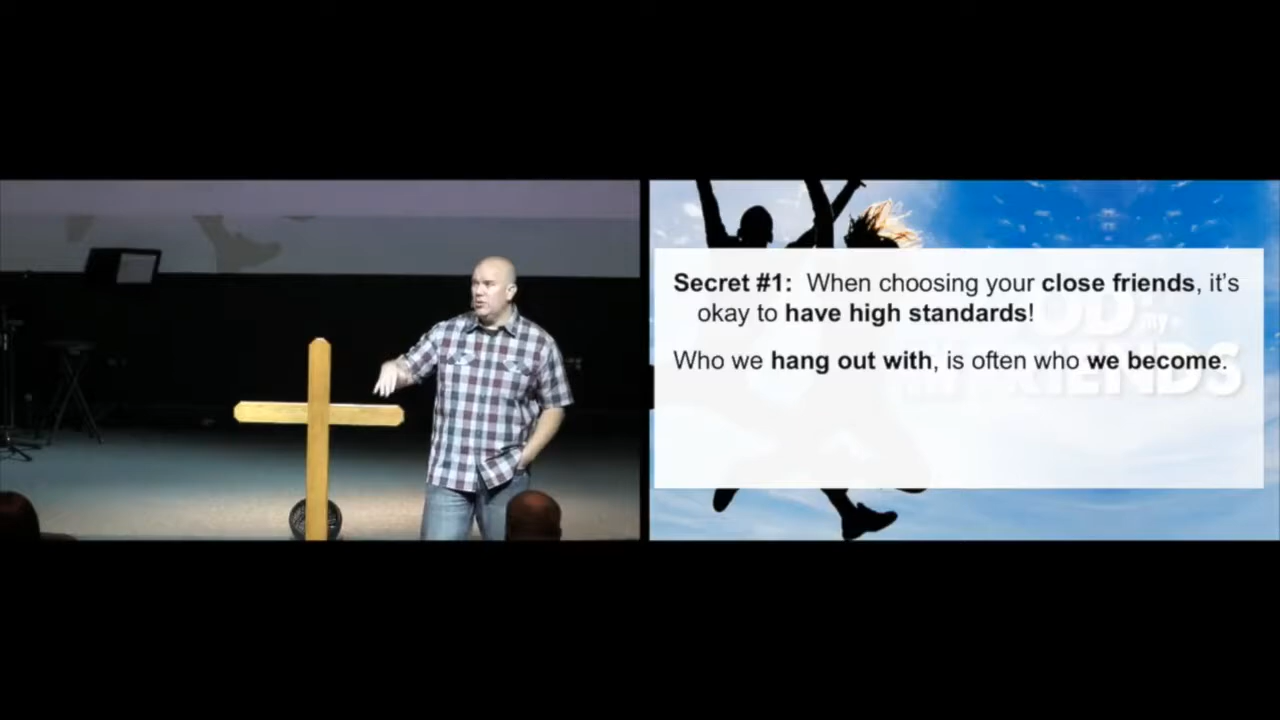 Secret #1: When choosing your close friends, it's
okay to have high standards!
Who we hang out with, is often who we become.